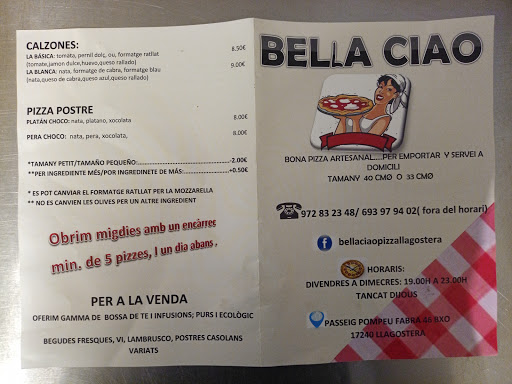 CALZONES:
LA BÁSICA: tomata, pernil dolç, ou, formatge ratllat 8.50€
(tomate,jamon dulce,huevo,queso rallado)
LA BLANCA: nata, formatge de cabra, formatge blau 9.00€
(nata,queso de cabra,queso azul,queso rallado)
PIZZA POSTRE
PLATÁN CHOCO: nata, platano, xocolata 8.00€
PERA CHOCO: nata, pera, xocolata, 8.00€
*TAMANY PETIT/TAMAÑO PEQUEÑO:...-2.00€
**PER INGREDIENTE MÉS/POR INGREDINETE DE MÁS:...+0.50€
* ES POT CANVIAR EL FORMATGE RATLLAT PER LA MOZZARELLA
** NO ES CANVIEN LES OLIVES PER UN ALTRE INGREDIENT
Obrim migdies amb un encàrrec
min. de 5 pizzes, I un dia abans ,
PER A LA VENDA
OFERIM GAMMA DE BOSSA DE TE I INFUSIONS; PURS I ECOLÒGIC
BEGUDES FRESQUES, VI, LAMBRUSCO, POSTRES CASOLANS
VARIATS
BELLA CIAO
BONA PIZZA ARTESANAL....PER EMPORTAR Y SERVEI A
DOMICILI
TAMANY 40 CMØ O 33 CMØ
972 83 23 48/ 693 97 94 02( fora del horari)
bellaciaopizzallagostera
HORARIS:
DIVENDRES A DIMECRES: 19.00H A 23.00H
TANCAT DIJOUS
PASSEIG POMPEU FABRA 46 BXO
17240 LLAGOSTERA